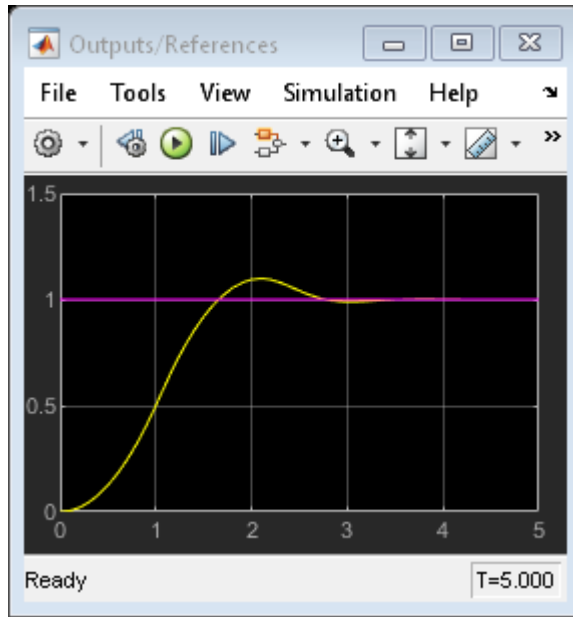 Outputs/References
File Tools View Simulation Help
1.5
1
0.5
0
0 1 2 3 4 5
Ready T=5.000